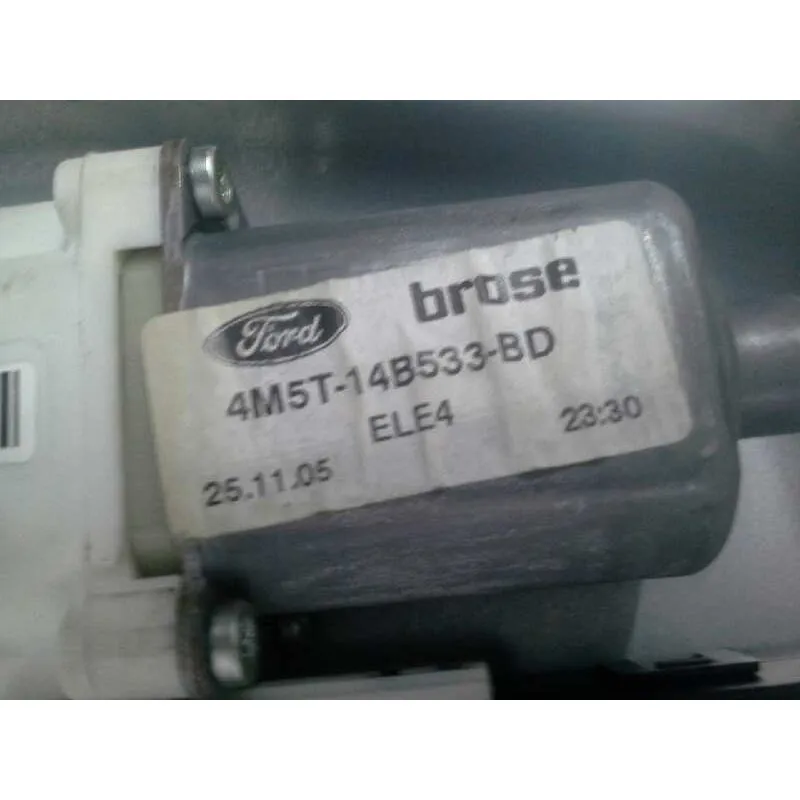 Ford brose
4M5T-14B533-BD
ELE4
25.11.05 23:30